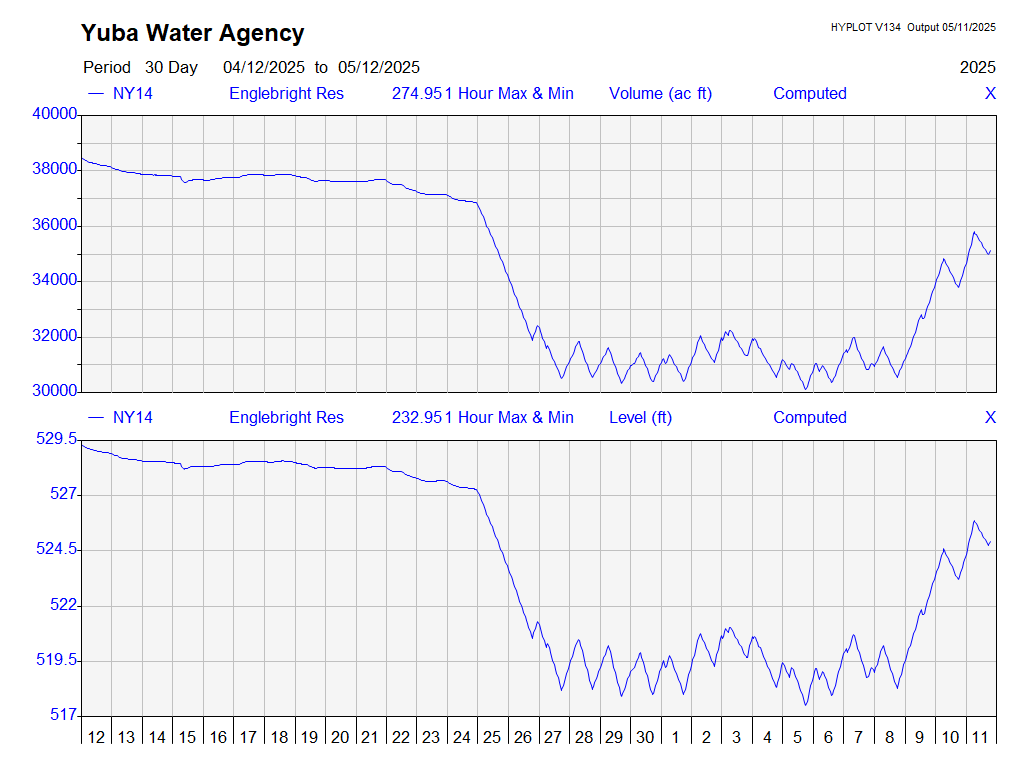 Yuba Water Agency
HYPLOT V134 Output 05/11/2025
Period 30 Day 04/12/2025 to 05/12/2025 2025
NY14 Englebright Res 274.951 Hour Max & Min Volume (ac ft) Computed X
40000
38000
36000
34000
32000
30000
NY14 Englebright Res 232.951 Hour Max & Min Level (ft) Computed X
529.5
527
524.5
522
519.5
517
12 13 14 15 16 17 18 19 20 21 22 23 24 25 26 27 28 29 30 1 2 3 4 5 6 7 8 9 10 11